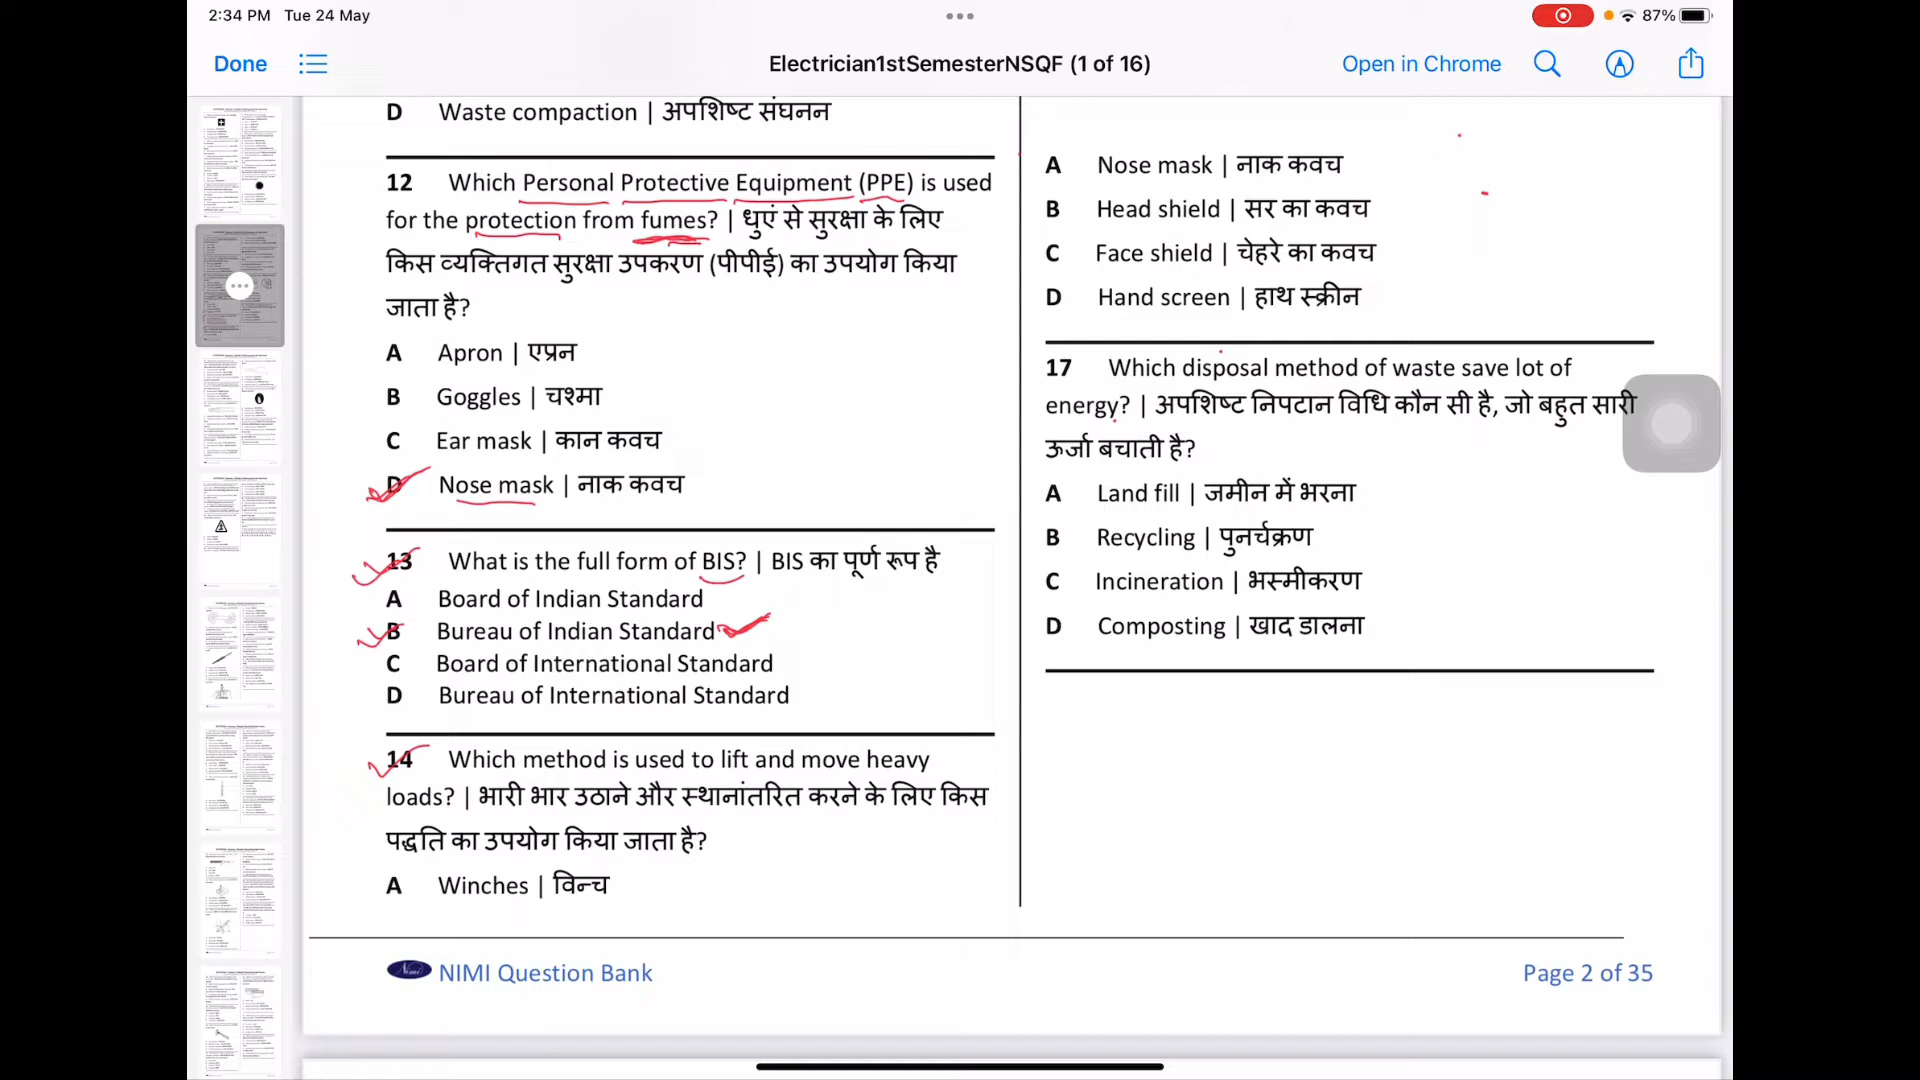 2:34 PM Tue 24 May
87%
Done
Electrician1stSemesterNSQF (1 of 16)
Open in Chrome
D Waste compaction | अपशिष्ट संघनन
12 Which Personal Protective Equipment (PPE) is used
for the protection from fumes? | धुएं से सुरक्षा के लिए
किस व्यक्तिगत सुरक्षा उपकरण (पीपीई) का उपयोग किया
जाता है?
A Apron | एप्रन
B Goggles | चश्मा
C Ear mask | कान कवच
D Nose mask | नाक कवच
13 What is the full form of BIS? | BIS का पूर्ण रूप है
A Board of Indian Standard
B Bureau of Indian Standard
C Board of International Standard
D Bureau of International Standard
14 Which method is used to lift and move heavy
loads? | भारी भार उठाने और स्थानांतरित करने के लिए किस
पद्धति का उपयोग किया जाता है?
A Winches | विन्च
A Nose mask | नाक कवच
B Head shield | सर का कवच
C Face shield | चेहरे का कवच
D Hand screen | हाथ स्क्रीन
17 Which disposal method of waste save lot of
energy? | अपशिष्ट निपटान विधि कौन सी है, जो बहुत सारी
ऊर्जा बचाती है?
A Land fill | जमीन में भरना
B Recycling | पुनर्चक्रण
C Incineration | भस्मीकरण
D Composting | खाद डालना
Nimi NIMI Question Bank
Page 2 of 35